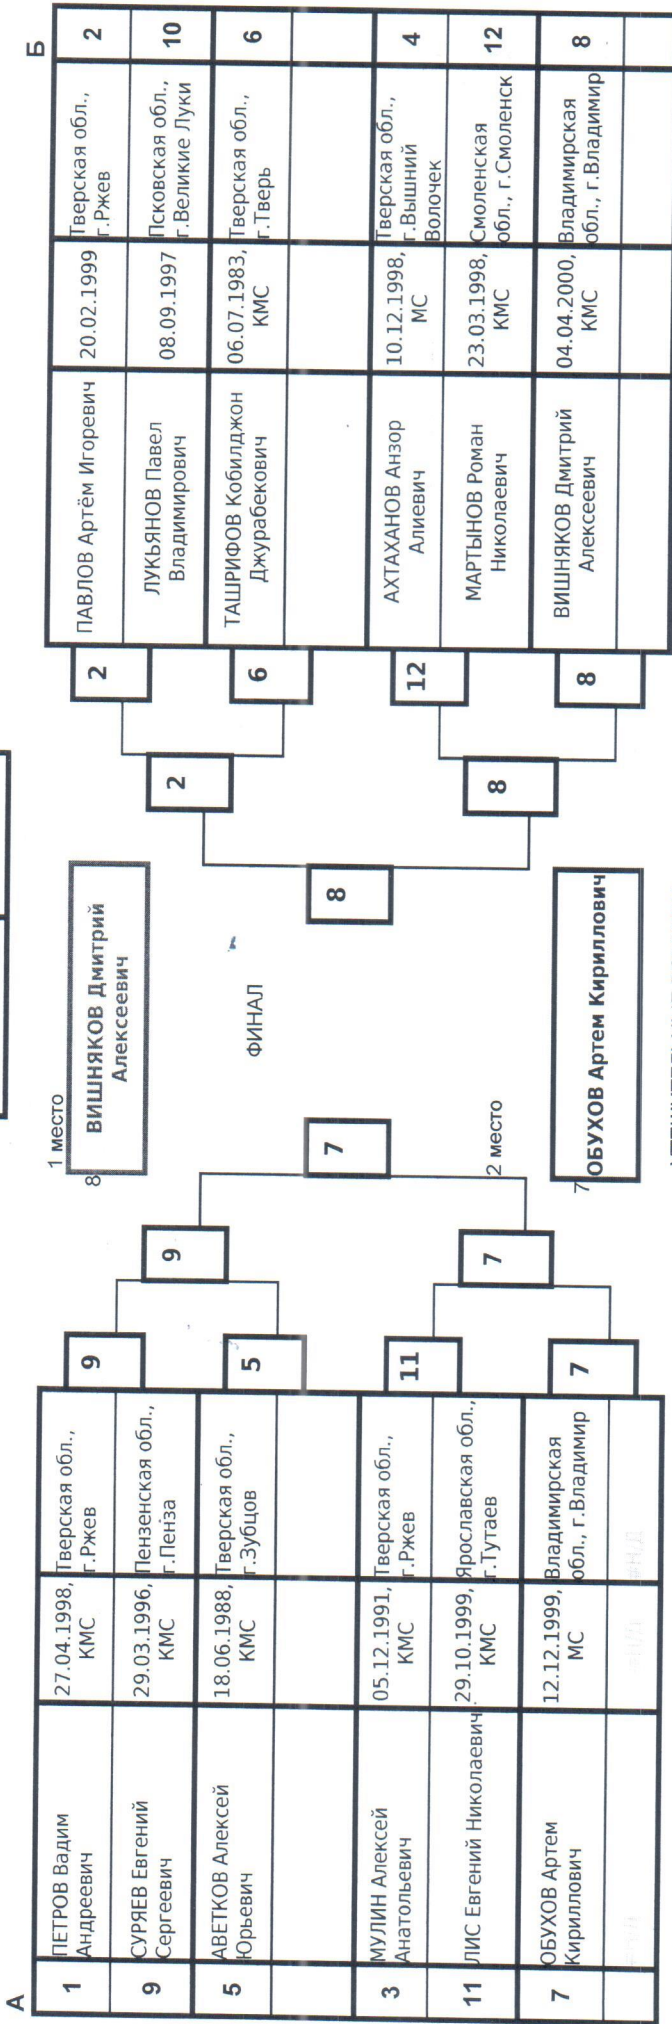 А
1
ПЕТРОВ Вадим
Андреевич
27.04.1998,
КМС
Тверская обл.,
г.Ржев
9
СУРЯЕВ Евгений
Сергеевич
29.03.1996,
КМС
Пензенская обл.,
г.Пенза
5
АВЕТКОВ Алексей
Юрьевич
18.06.1988,
КМС
Тверская обл.,
г.Зубцов
3
МУЛИН Алексей
Анатольевич
05.12.1991,
КМС
Тверская обл.,
г.Ржев
11
ЛИС Евгений Николаевич
29.10.1999,
КМС
Ярославская обл.,
г.Тутаев
7
ОБУХОВ Артем
Кириллович
12.12.1999,
МС
Владимирская
обл., г.Владимир
#Н/Д
#Н/Д
9
5
11
7
9
7
7
1 место
8
ВИШНЯКОВ Дмитрий
Алексеевич
ФИНАЛ
2 место
7
ОБУХОВ Артем Кириллович
8
2
8
2
6
12
8
Б
ПАВЛОВ Артём Игоревич
20.02.1999
Тверская обл.,
г.Ржев
2
ЛУКЬЯНОВ Павел
Владимирович
08.09.1997
Псковская обл.,
г.Великие Луки
10
ТАШРИФОВ Кобилджон
Джурабекович
06.07.1983,
КМС
Тверская обл.,
г.Тверь
6
АХТАХАНОВ Анзор
Алиевич
10.12.1998,
МС
Тверская обл.,
г.Вышний
Волочек
4
МАРТЫНОВ Роман
Николаевич
23.03.1998,
КМС
Смоленская
обл., г.Смоленск
12
ВИШНЯКОВ Дмитрий
Алексеевич
04.04.2000,
КМС
Владимирская
обл., г.Владимир
8